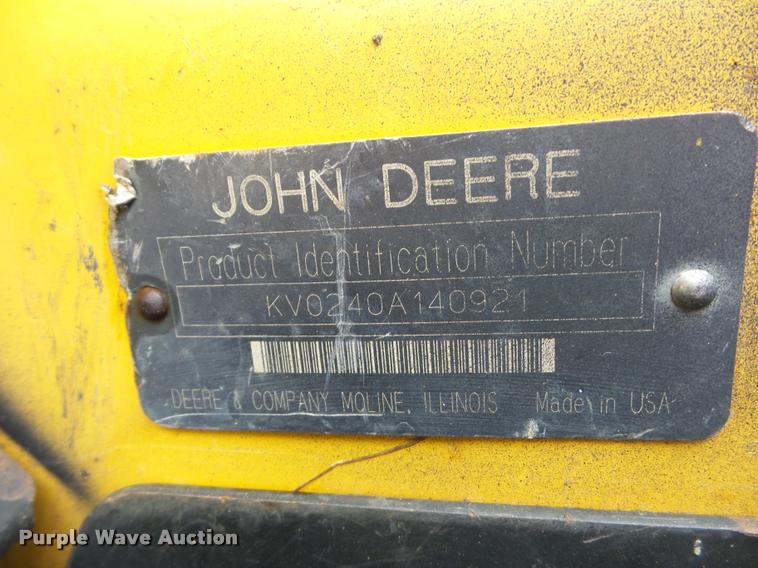 JOHN DEERE
Product Identification Number
KV0240A140921
DEERE & COMPANY MOLINE, ILLINOIS Made in USA
Purple Wave Auction